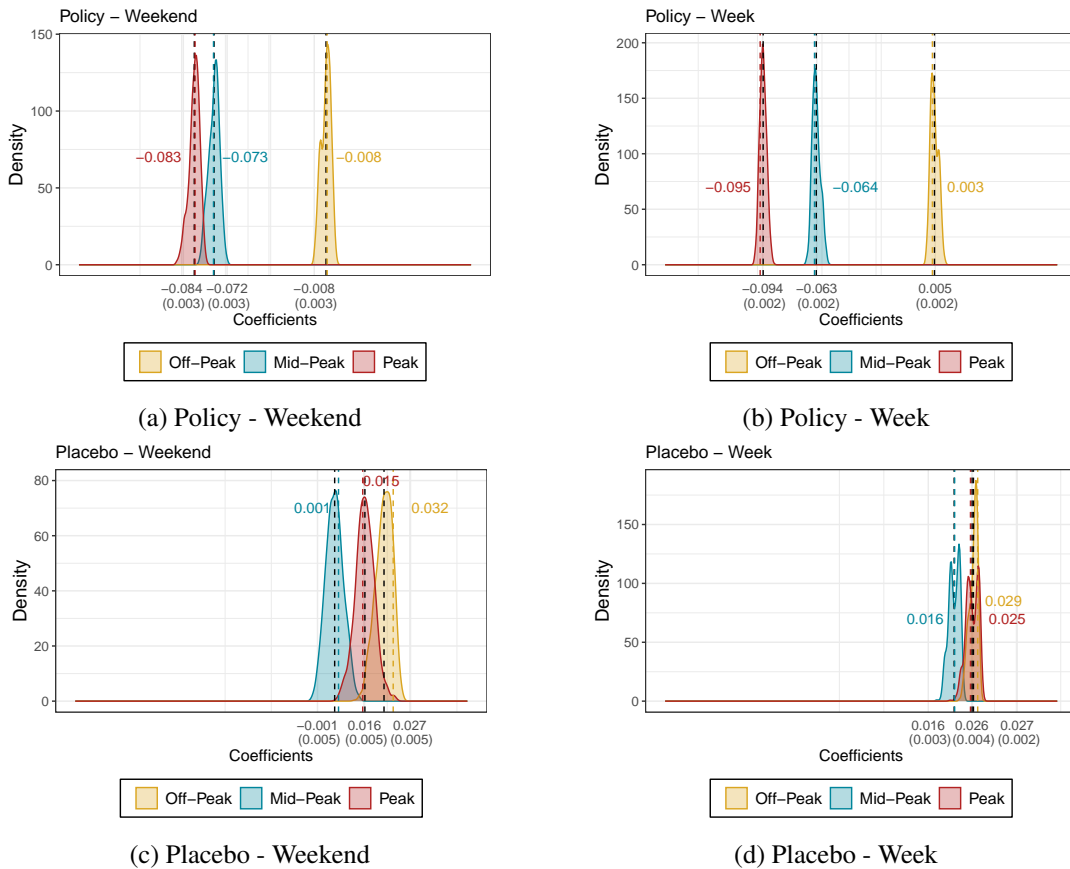 Policy − Weekend
150
100
50
0
Density
−0.083
−0.073
−0.008
−0.084 −0.072 −0.008
(0.003) (0.003) (0.003)
Coefficients
Off−Peak Mid−Peak Peak
(a) Policy - Weekend
Policy − Week
200
150
100
50
0
Density
−0.095
−0.064
0.003
−0.094 −0.063 0.005
(0.002) (0.002) (0.002)
Coefficients
Off−Peak Mid−Peak Peak
(b) Policy - Week
Placebo − Weekend
80
60
40
20
0
Density
0.015
0.001
0.032
−0.001 0.016 0.027
(0.005) (0.005) (0.005)
Coefficients
Off−Peak Mid−Peak Peak
(c) Placebo - Weekend
Placebo − Week
150
100
50
0
Density
0.029
0.016
0.025
0.016 0.026 0.027
(0.003) (0.004) (0.002)
Coefficients
Off−Peak Mid−Peak Peak
(d) Placebo - Week